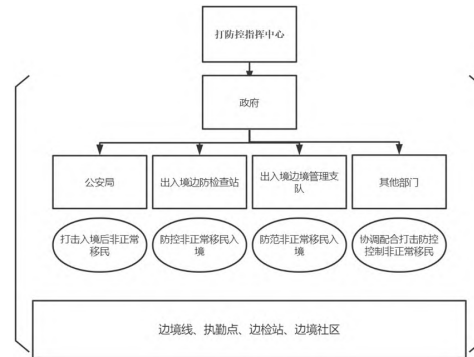 打防控指挥中心
政府
公安局
出入境边防检查站
出入境边境管理支
队
其他部门
打击入境后非正常
移民
防控非正常移民入
境
防范非正常移民入
境
协调配合打击防控
控制非正常移民
边境线、执勤点、边检站、边境社区